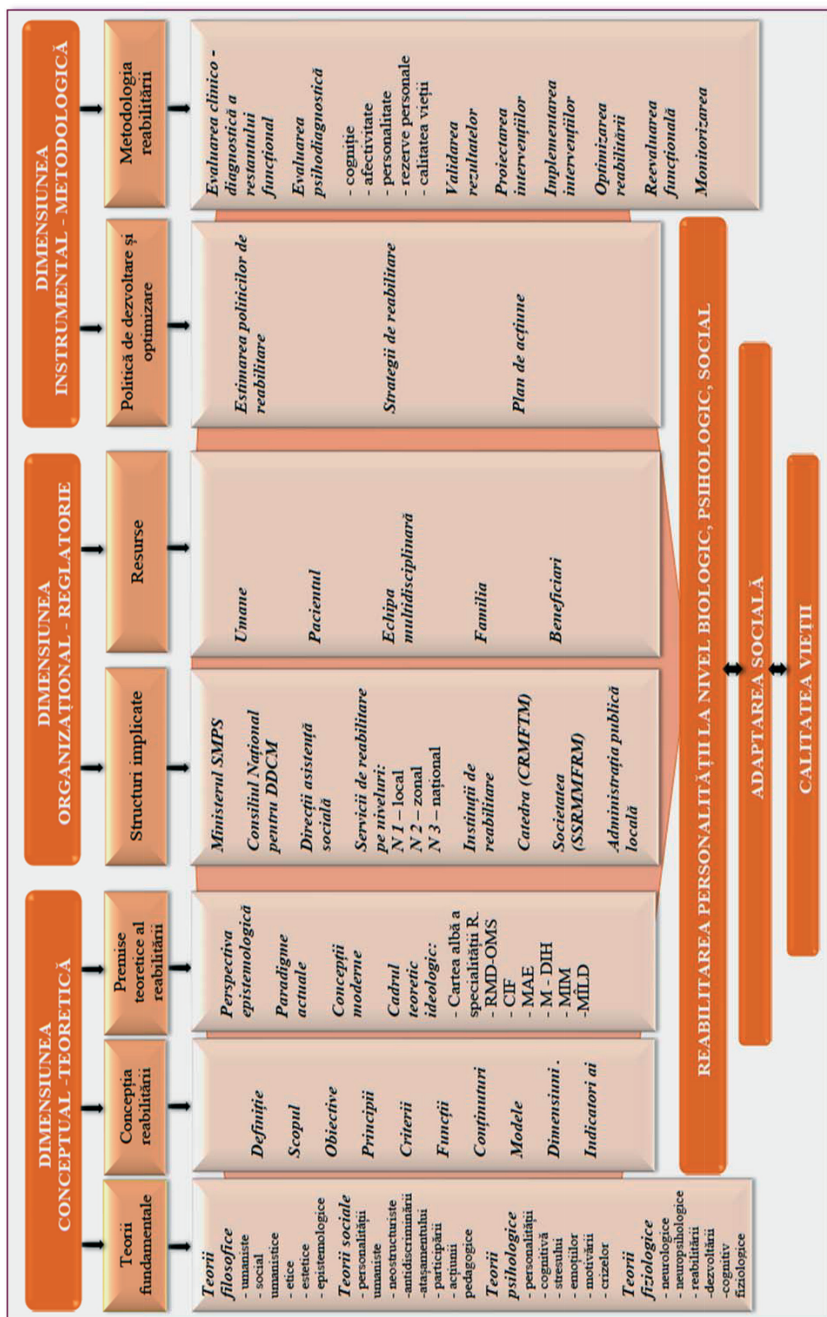 DIMENSIUNEA
CONCEPTUAL -TEORETICĂ
DIMENSIUNEA
ORGANIZAȚIONAL - REGLATORIE
DIMENSIUNEA
INSTRUMENTAL - METODOLOGICĂ
Teorii
fundamentale
Concepția
reabilitării
Premise
teoretice al
reabilitării
Structuri implicate
Resurse
Politică de dezvoltare și
optimizare
Metodologia
reabilitării
Teorii
filosofice
- umaniste
- social
umanistice
- etice
- estetice
- epistemologice
Teorii sociale
- personalității
umaniste
- neostructuriste
-antidiscriminării
-atașamentului
- participării
- acțiunii
pedagogice
Teorii
psihologice
- personalității
- cognitivă
- stresului
- emoțiilor
- motivării
- crizelor
Teorii
fiziologice
- neurologice
- neuropsihologice
reabilitării
-dezvoltării
-cognitiv
fiziologice
Definiție
Scopul
Obiective
Principii
Criterii
Funcții
Conținuturi
Modele
Dimensiuni .
Indicatori ai
Perspectiva
epistemologică
Paradigme
actuale
Concepții
moderne
Cadrul
teoretic
ideologic:
- Cartea albă a
specialității R.
- RMD-OMS
- CIF
- MAE
- M - DIH
- MIM
- MÎLD
Ministerul SMPS
Consiliul Național
pentru DDCM
Direcții asistență
socială
Servicii de reabilitare
pe niveluri:
N 1 – local
N 2 – zonal
N 3 – național
Instituții de
reabilitare
Catedra (CRMFTM)
Societatea
(SSRMMFRM)
Administrația publică
locală
Umane
Pacientul
Echipa
multidisciplinară
Familia
Beneficiari
Estimarea politicilor de
reabilitare
Strategii de reabilitare
Plan de acțiune
Evaluarea clinico -
diagnostică a
restantului
funcțional
Evaluarea
psihodiagnostică
- cogniție
- afectivitate
- personalitate
- rezerve personale
- calitatea vieții
Validarea
rezultatelor
Proiectarea
intervențiilor
Implementarea
intervențiilor
Optimizarea
reabilitării
Reevaluarea
funcțională
Monitorizarea
REABILITAREA PERSONALITĂȚII LA NIVEL BIOLOGIC, PSIHOLOGIC, SOCIAL
ADAPTAREA SOCIALĂ
CALITATEA VIEȚII